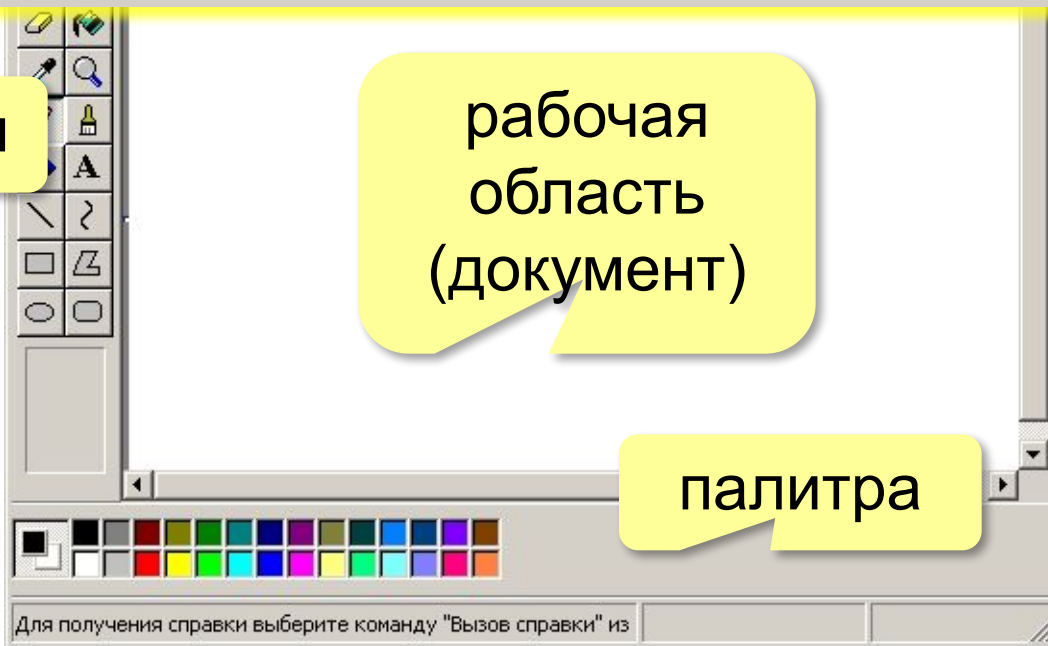 рабочая
область
(документ)
палитра
Для получения справки выберите команду "Вызов справки" из